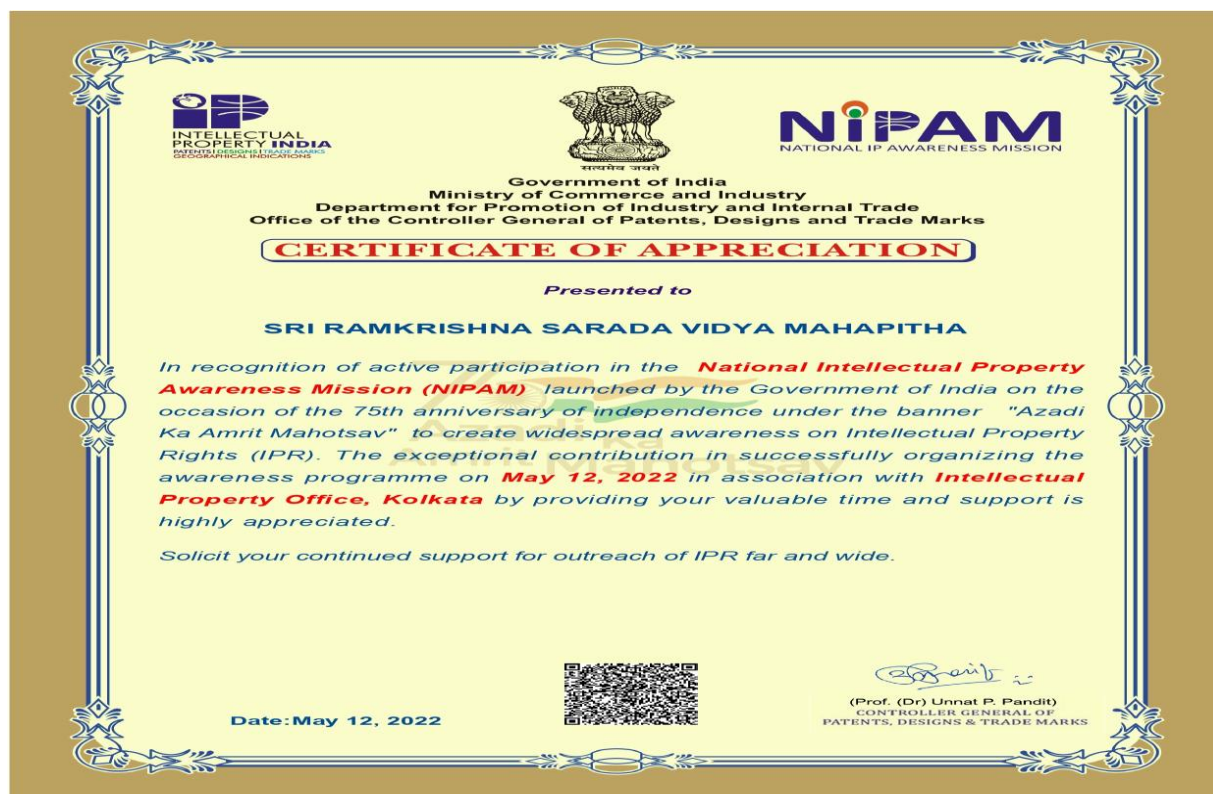 iP
INTELLECTUAL
PROPERTY INDIA
PATENTS | DESIGNS | TRADE MARKS
GEOGRAPHICAL INDICATIONS
सत्यमेव जयते
NiPAM
NATIONAL IP AWARENESS MISSION
Government of India
Ministry of Commerce and Industry
Department for Promotion of Industry and Internal Trade
Office of the Controller General of Patents, Designs and Trade Marks
CERTIFICATE OF APPRECIATION
Presented to
SRI RAMKRISHNA SARADA VIDYA MAHAPITHA
In recognition of active participation in the National Intellectual Property
Awareness Mission (NIPAM) launched by the Government of India on the
occasion of the 75th anniversary of independence under the banner "Azadi
Ka Amrit Mahotsav" to create widespread awareness on Intellectual Property
Rights (IPR). The exceptional contribution in successfully organizing the
awareness programme on May 12, 2022 in association with Intellectual
Property Office, Kolkata by providing your valuable time and support is
highly appreciated.
Azadi Ka
Amrit Mahotsav
Solicit your continued support for outreach of IPR far and wide.
Date:May 12, 2022
(Prof. (Dr) Unnat P. Pandit)
CONTROLLER GENERAL OF
PATENTS, DESIGNS & TRADE MARKS